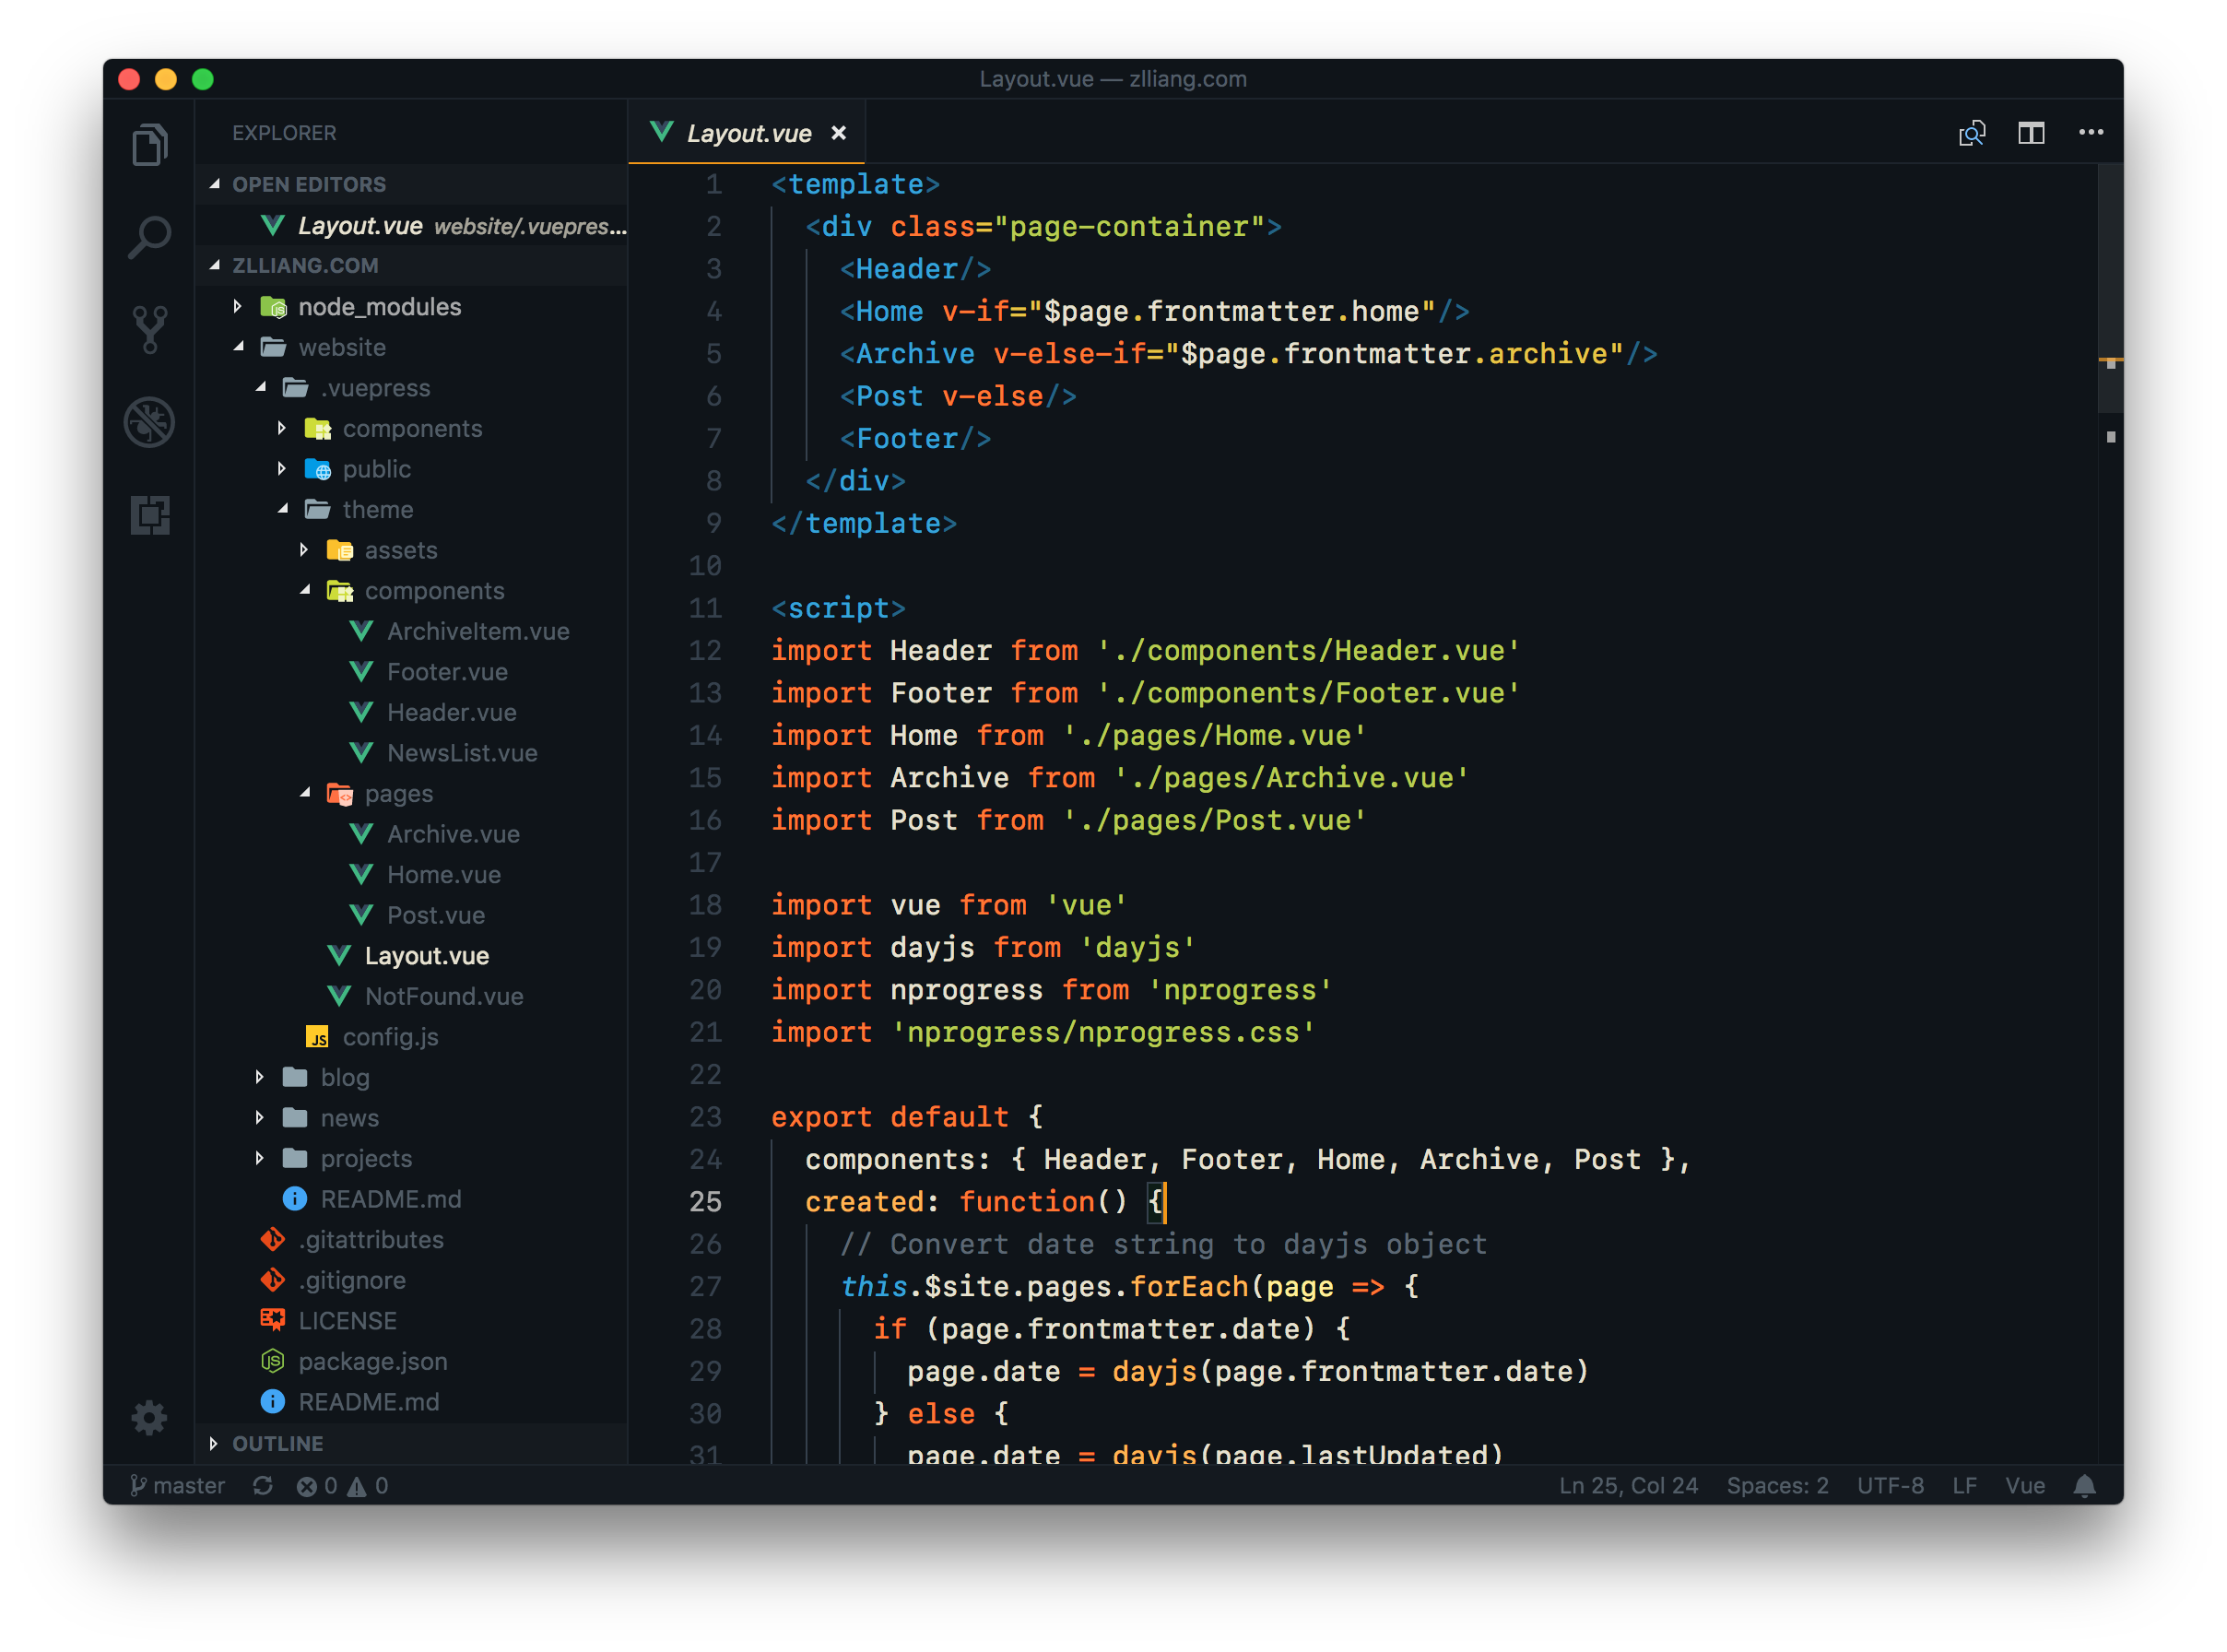 Layout.vue — zlliang.com
EXPLORER
OPEN EDITORS
Layout.vue website/.vuepres...
ZLLIANG.COM
node_modules
website
.vuepress
components
public
theme
assets
components
ArchiveItem.vue
Footer.vue
Header.vue
NewsList.vue
pages
Archive.vue
Home.vue
Post.vue
Layout.vue
NotFound.vue
JS config.js
blog
news
projects
README.md
.gitattributes
.gitignore
LICENSE
package.json
README.md
OUTLINE
Layout.vue ×
1 <template>
2   <div class="page-container">
3     <Header/>
4     <Home v-if="$page.frontmatter.home"/>
5     <Archive v-else-if="$page.frontmatter.archive"/>
6     <Post v-else/>
7     <Footer/>
8   </div>
9 </template>
10
11 <script>
12 import Header from './components/Header.vue'
13 import Footer from './components/Footer.vue'
14 import Home from './pages/Home.vue'
15 import Archive from './pages/Archive.vue'
16 import Post from './pages/Post.vue'
17
18 import vue from 'vue'
19 import dayjs from 'dayjs'
20 import nprogress from 'nprogress'
21 import 'nprogress/nprogress.css'
22
23 export default {
24   components: { Header, Footer, Home, Archive, Post },
25   created: function() {
26     // Convert date string to dayjs object
27     this.$site.pages.forEach(page => {
28       if (page.frontmatter.date) {
29         page.date = dayjs(page.frontmatter.date)
30       } else {
31         page.date = dayjs(page.lastUpdated)
master 0 0 Ln 25, Col 24 Spaces: 2 UTF-8 LF Vue